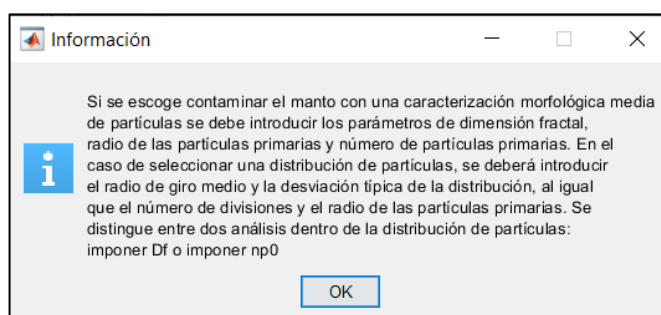 Información
Si se escoge contaminar el manto con una caracterización morfológica media
de partículas se debe introducir los parámetros de dimensión fractal,
radio de las partículas primarias y número de partículas primarias. En el
caso de seleccionar una distribución de partículas, se deberá introducir
el radio de giro medio y la desviación típica de la distribución, al igual
que el número de divisiones y el radio de las partículas primarias. Se
distingue entre dos análisis dentro de la distribución de partículas:
imponer Df o imponer np0
OK